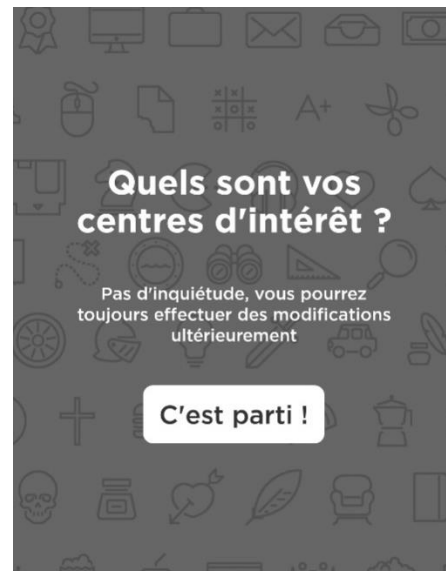 A+
Quels sont vos
centres d'intérêt ?
Pas d'inquiétude, vous pourrez
toujours effectuer des modifications
ultérieurement
C'est parti !